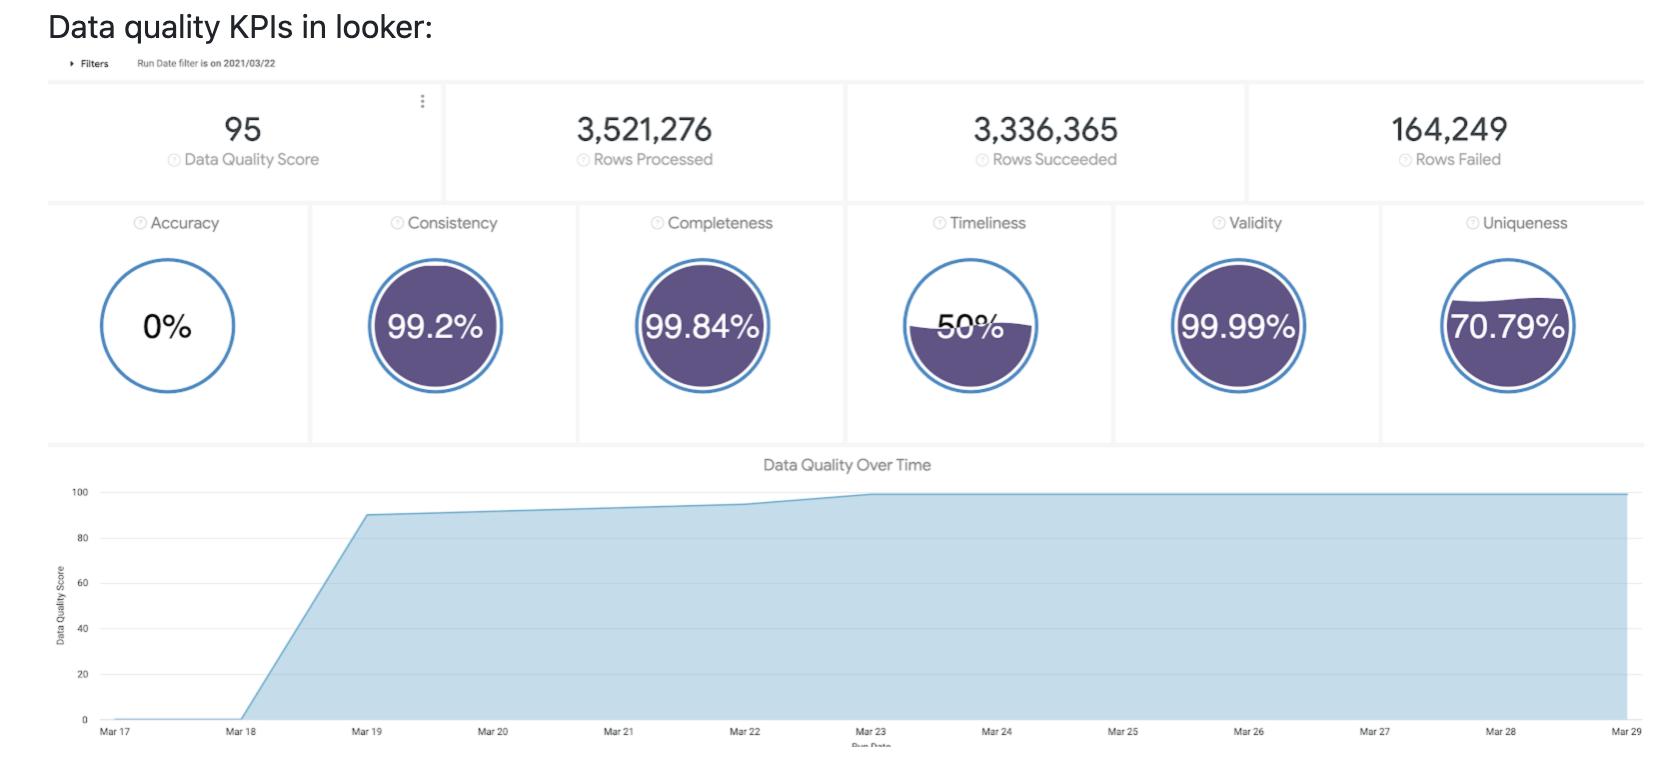 Data quality KPIs in looker:
Filters Run Date filter is on 2021/03/22
95 3,521,276 3,336,365 164,249
Data Quality Score Rows Processed Rows Succeeded Rows Failed
Accuracy Consistency Completeness Timeliness Validity Uniqueness
0% 99.2% 99.84% 50% 99.99% 70.79%
Data Quality Over Time
100
80
60
40
20
0
Data Quality Score
Mar 17 Mar 18 Mar 19 Mar 20 Mar 21 Mar 22 Mar 23 Mar 24 Mar 25 Mar 26 Mar 27 Mar 28 Mar 29
Run Date